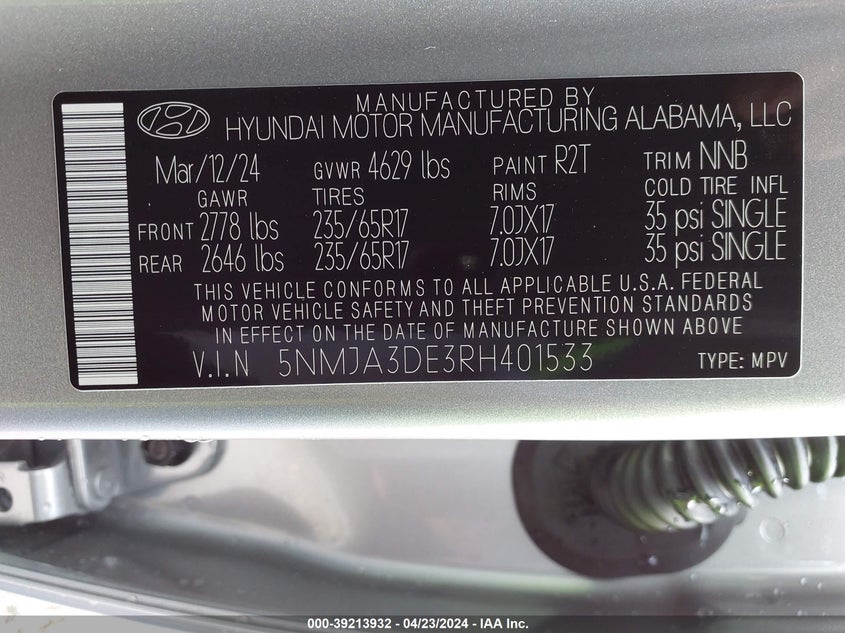 MANUFACTURED BY
HYUNDAI MOTOR MANUFACTURING ALABAMA, LLC
Mar/12/24 GVWR 4629 lbs PAINT R2T TRIM NNB
GAWR TIRES RIMS COLD TIRE INFL
FRONT 2778 lbs 235/65R17 7.0JX17 35 psi SINGLE
REAR 2646 lbs 235/65R17 7.0JX17 35 psi SINGLE
THIS VEHICLE CONFORMS TO ALL APPLICABLE U.S.A. FEDERAL
MOTOR VEHICLE SAFETY AND THEFT PREVENTION STANDARDS
IN EFFECT ON THE DATE OF MANUFACTURE SHOWN ABOVE
V.I.N 5NMJA3DE3RH401533 TYPE: MPV
000-39213932 - 04/23/2024 - IAA Inc.